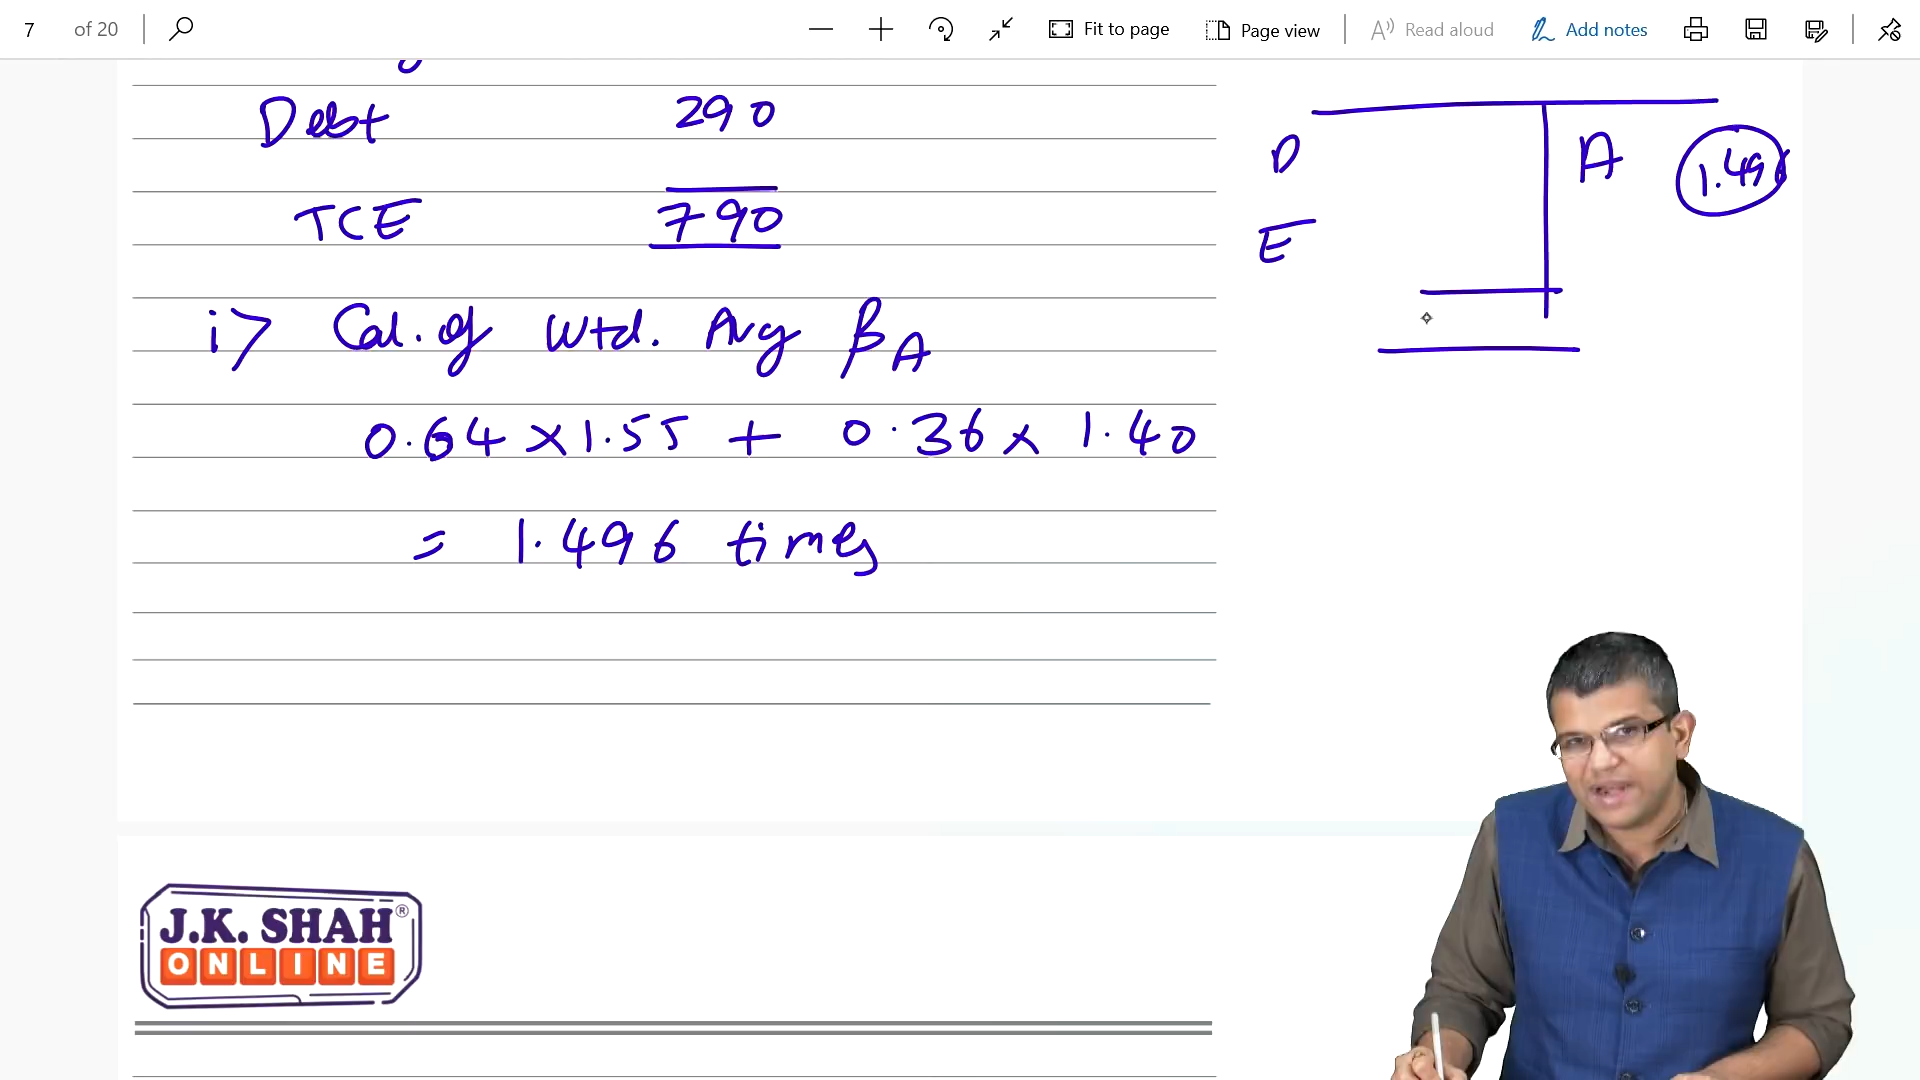 7 of 20 Fit to page Page view Read aloud Add notes
Debt 290
TCE 790
i) Cal. of Wtd. Avg βA
0.64 × 1.55 + 0.36 × 1.40
= 1.496 times
D A 1.496
E
J.K. SHAH®
ONLINE